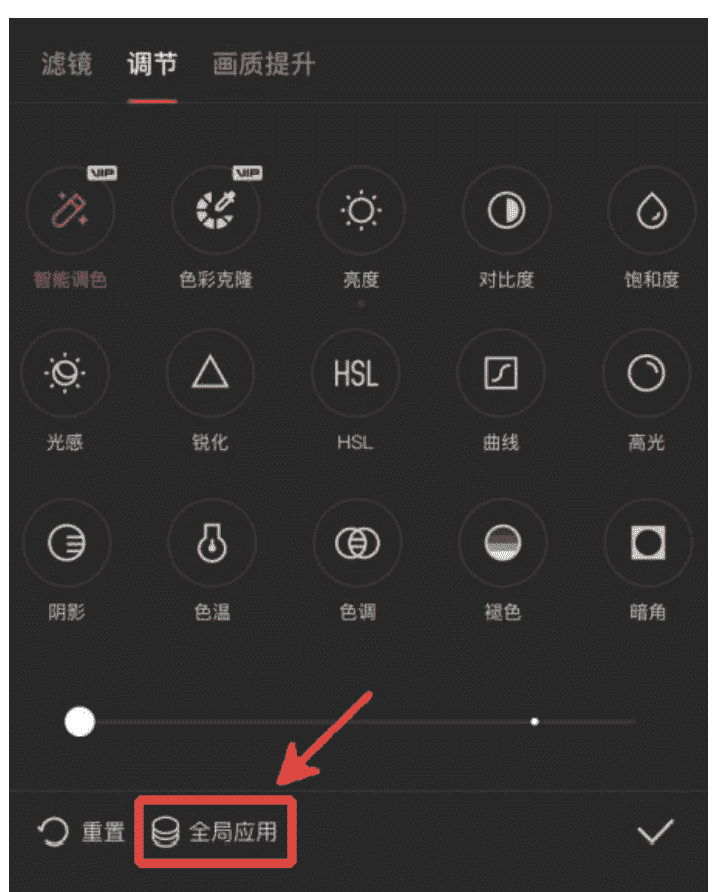 滤镜 调节 画质提升
VIP VIP
智能调色 色彩克隆 亮度 对比度 饱和度
HSL
光感 锐化 HSL 曲线 高光
阴影 色温 色调 褪色 暗角
重置 全局应用